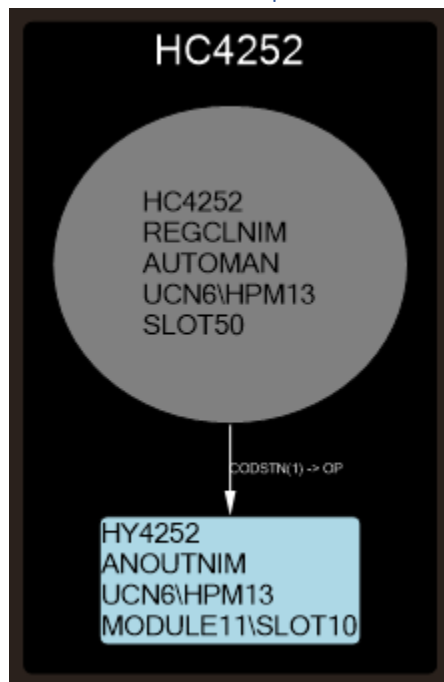 HC4252
HC4252
REGCLNIM
AUTOMAN
UCN6\HPM13
SLOT50
CODSTN(1) -> OP
HY4252
ANOUTNIM
UCN6\HPM13
MODULE11\SLOT10